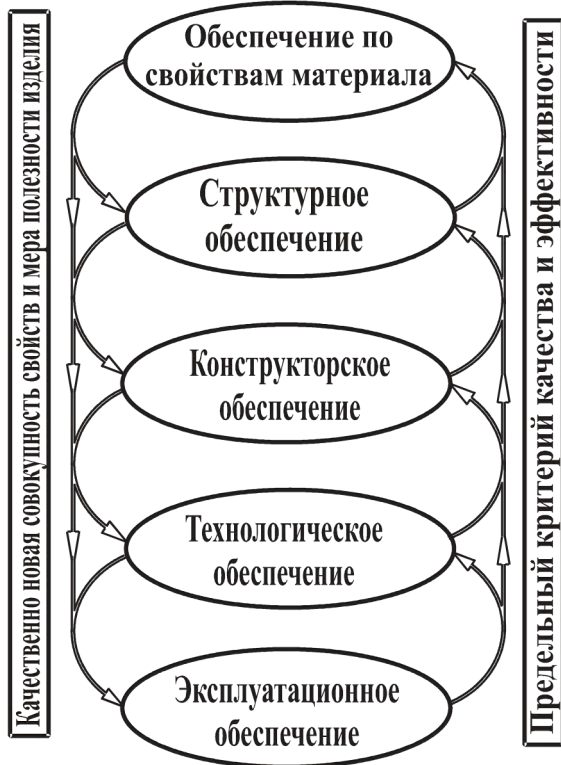 Качественно новая совокупность свойств и мера полезности изделия
Обеспечение по
свойствам материала
Структурное
обеспечение
Конструкторское
обеспечение
Технологическое
обеспечение
Эксплуатационное
обеспечение
Предельный критерий качества и эффективности